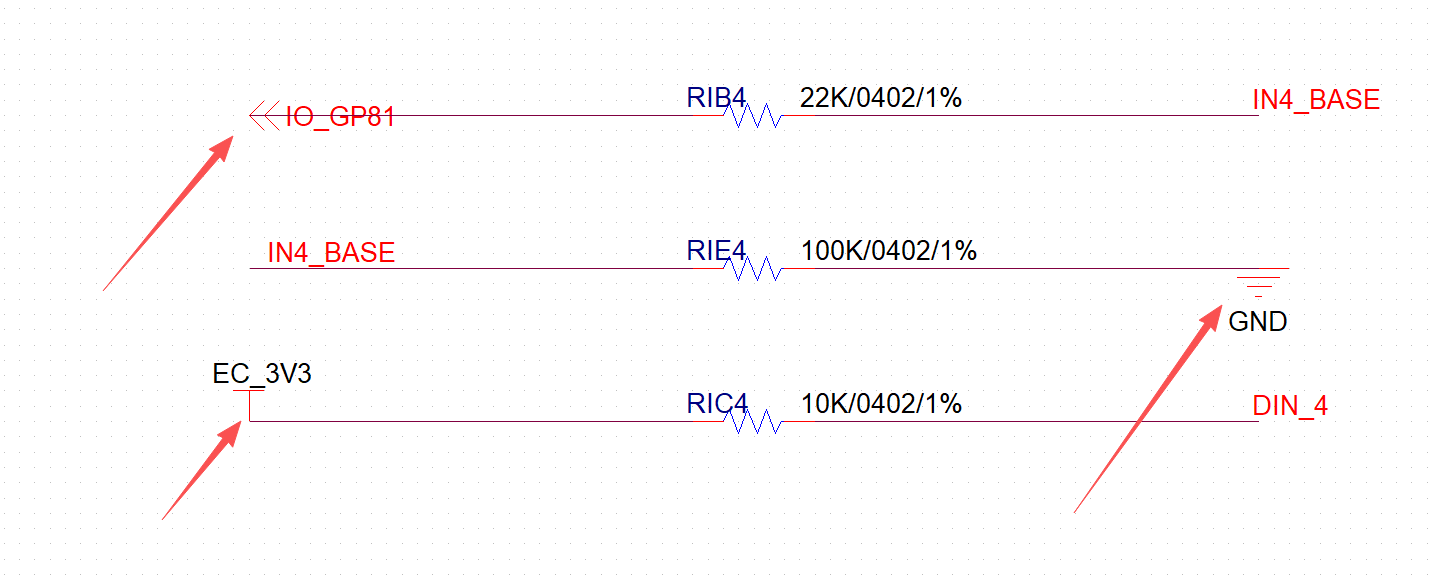 RIB4 22K/0402/1% IN4_BASE
IO_GP81
IN4_BASE RIE4 100K/0402/1%
GND
EC_3V3
RIC4 10K/0402/1% DIN_4